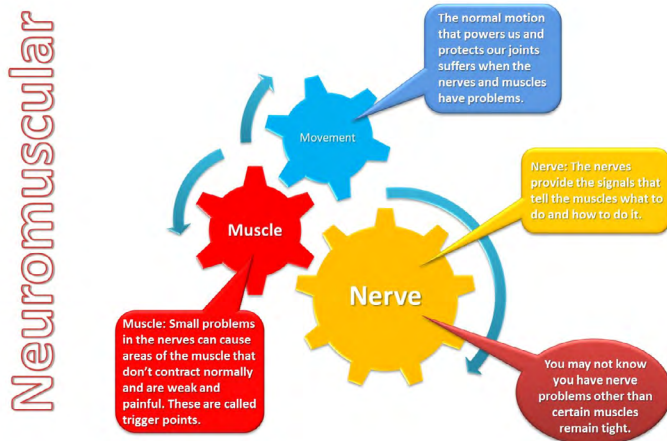 Neuromuscular
The normal motion
that powers us and
protects our joints
suffers when the
nerves and muscles
have problems.
Movement
Nerve: The nerves
provide the signals that
tell the muscles what to
do and how to do it.
Muscle
Nerve
Muscle: Small problems
in the nerves can cause
areas of the muscle that
don't contract normally
and are weak and
painful. These are called
trigger points.
You may not know
you have nerve
problems other than
certain muscles
remain tight.